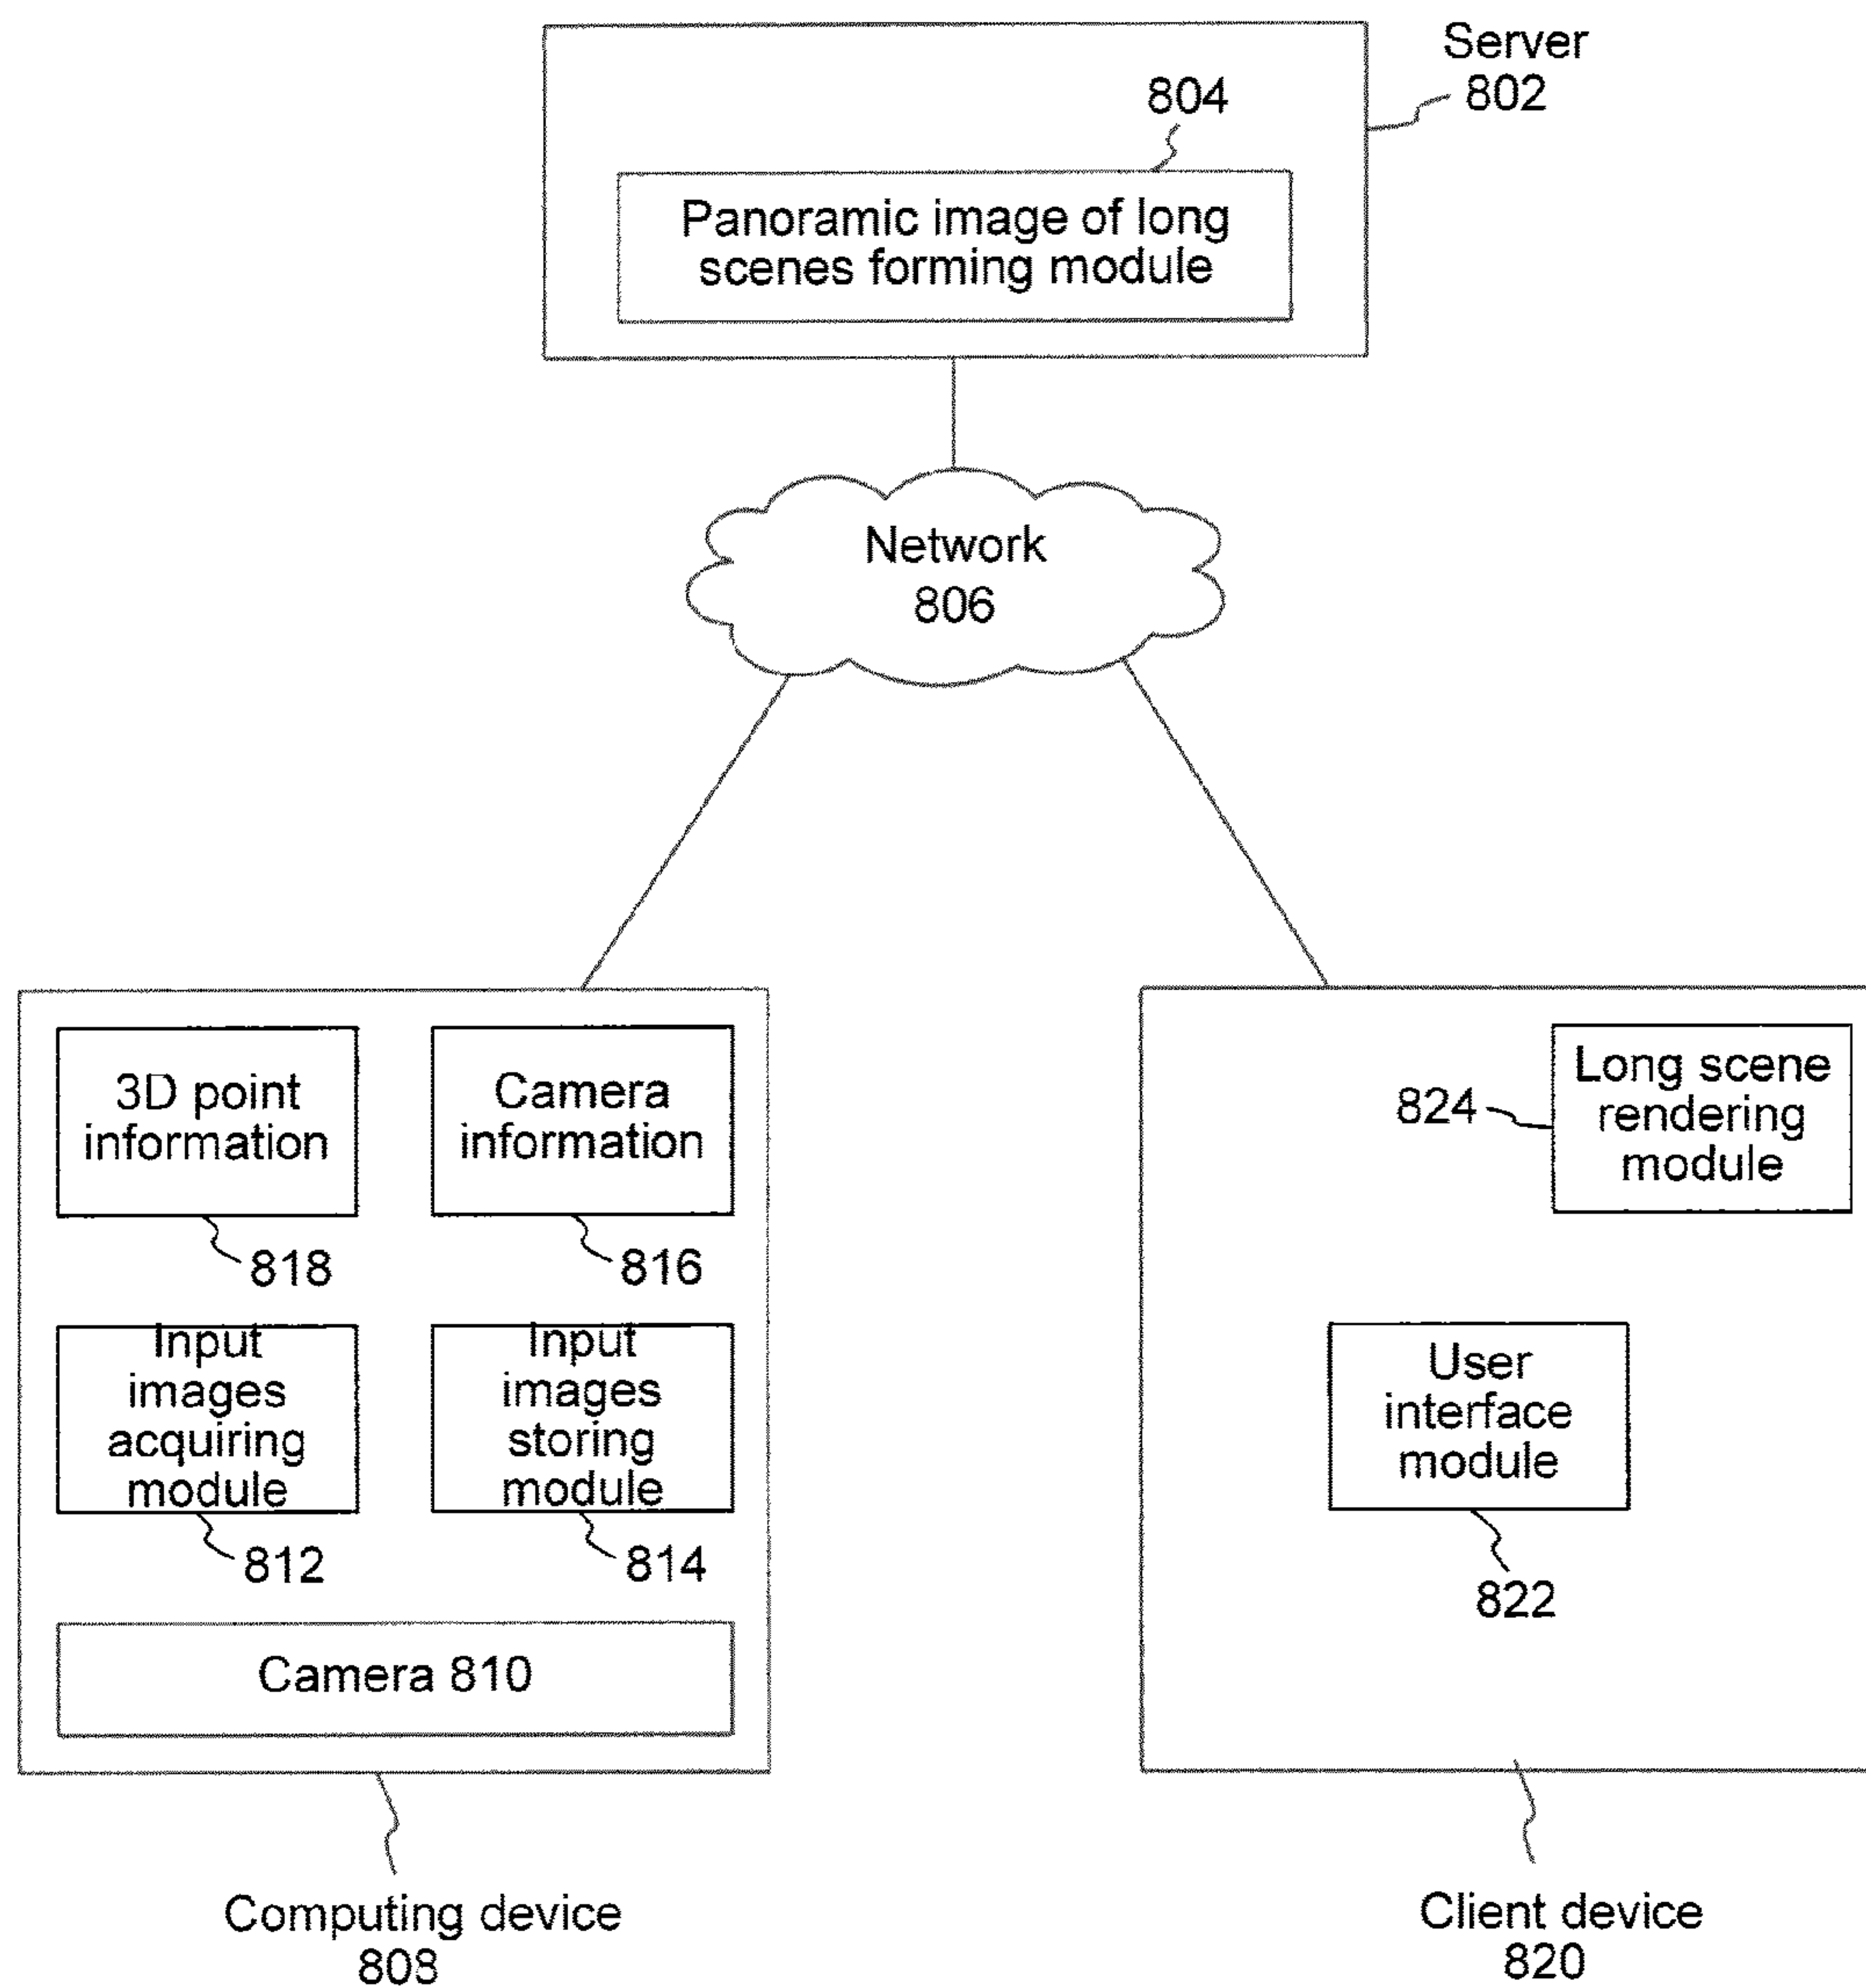 Server
802
804
Panoramic image of long
scenes forming module
Network
806
3D point
information
818
Camera
information
816
Input
images
acquiring
module
812
Input
images
storing
module
814
Camera 810
Computing device
808
Long scene
rendering
module
824
User
interface
module
822
Client device
820